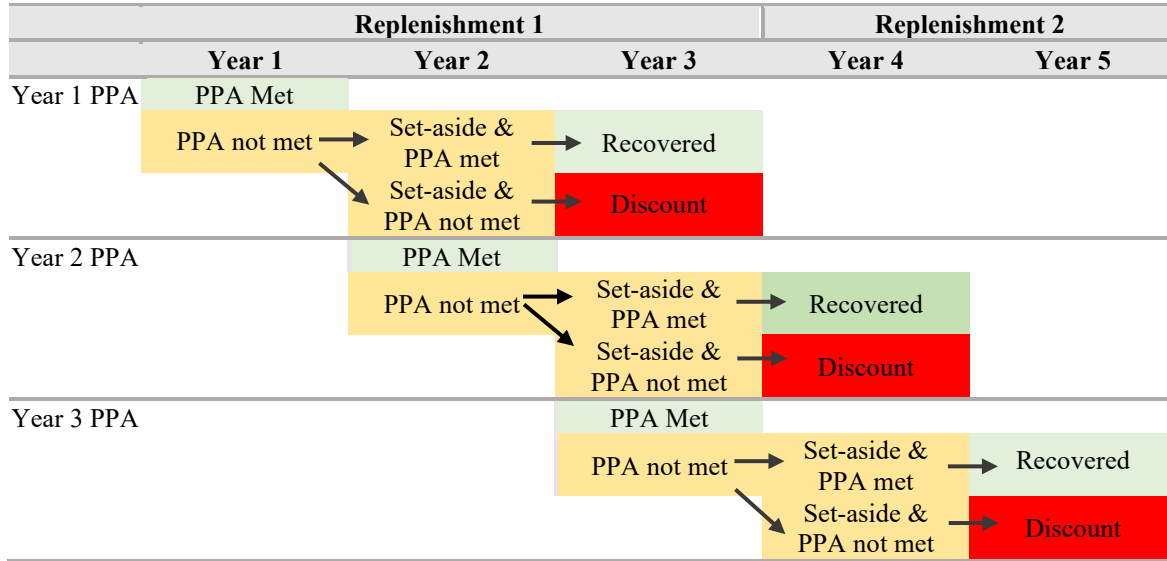 Replenishment 1 Replenishment 2
Year 1 Year 2 Year 3 Year 4 Year 5
Year 1 PPA PPA Met
PPA not met Set-aside & PPA met Recovered
Set-aside & PPA not met Discount
Year 2 PPA PPA Met
PPA not met Set-aside & PPA met Recovered
Set-aside & PPA not met Discount
Year 3 PPA PPA Met
PPA not met Set-aside & PPA met Recovered
Set-aside & PPA not met Discount